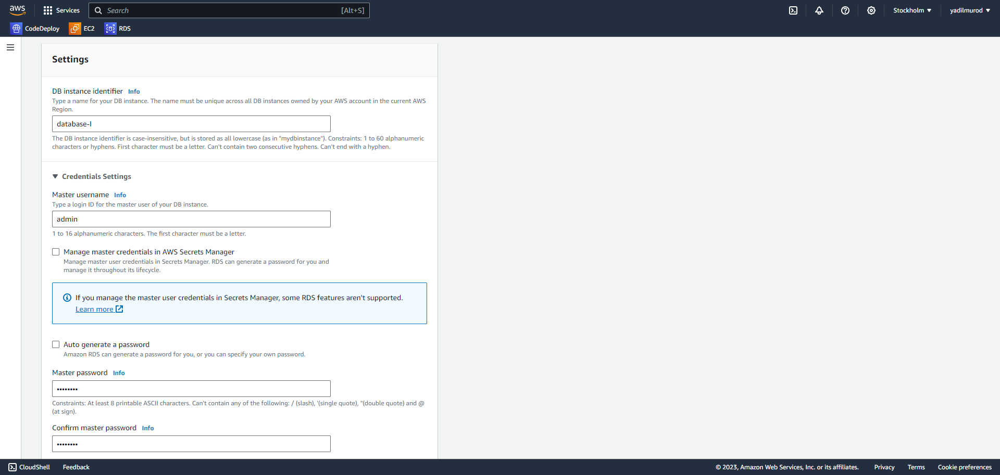 aws
Services
Search [Alt+S]
Stockholm
yadilmurod
CodeDeploy
EC2
RDS
Settings
DB instance identifier Info
Type a name for your DB instance. The name must be unique across all DB instances owned by your AWS account in the current AWS
Region.
database-l
The DB instance identifier is case-insensitive, but is stored as all lowercase (as in "mydbinstance"). Constraints: 1 to 60 alphanumeric
characters or hyphens. First character must be a letter. Can't contain two consecutive hyphens. Can't end with a hyphen.
Credentials Settings
Master username Info
Type a login ID for the master user of your DB instance.
admin
1 to 16 alphanumeric characters. The first character must be a letter.
Manage master credentials in AWS Secrets Manager
Manage master user credentials in Secrets Manager. RDS can generate a password for you and
manage it throughout its lifecycle.
If you manage the master user credentials in Secrets Manager, some RDS features aren't supported.
Learn more
Auto generate a password
Amazon RDS can generate a password for you, or you can specify your own password.
Master password Info
••••••••
Constraints: At least 8 printable ASCII characters. Can't contain any of the following: / (slash), '(single quote), "(double quote) and @
(at sign).
Confirm master password Info
••••••••
CloudShell
Feedback
© 2023, Amazon Web Services, Inc. or its affiliates.
Privacy
Terms
Cookie preferences